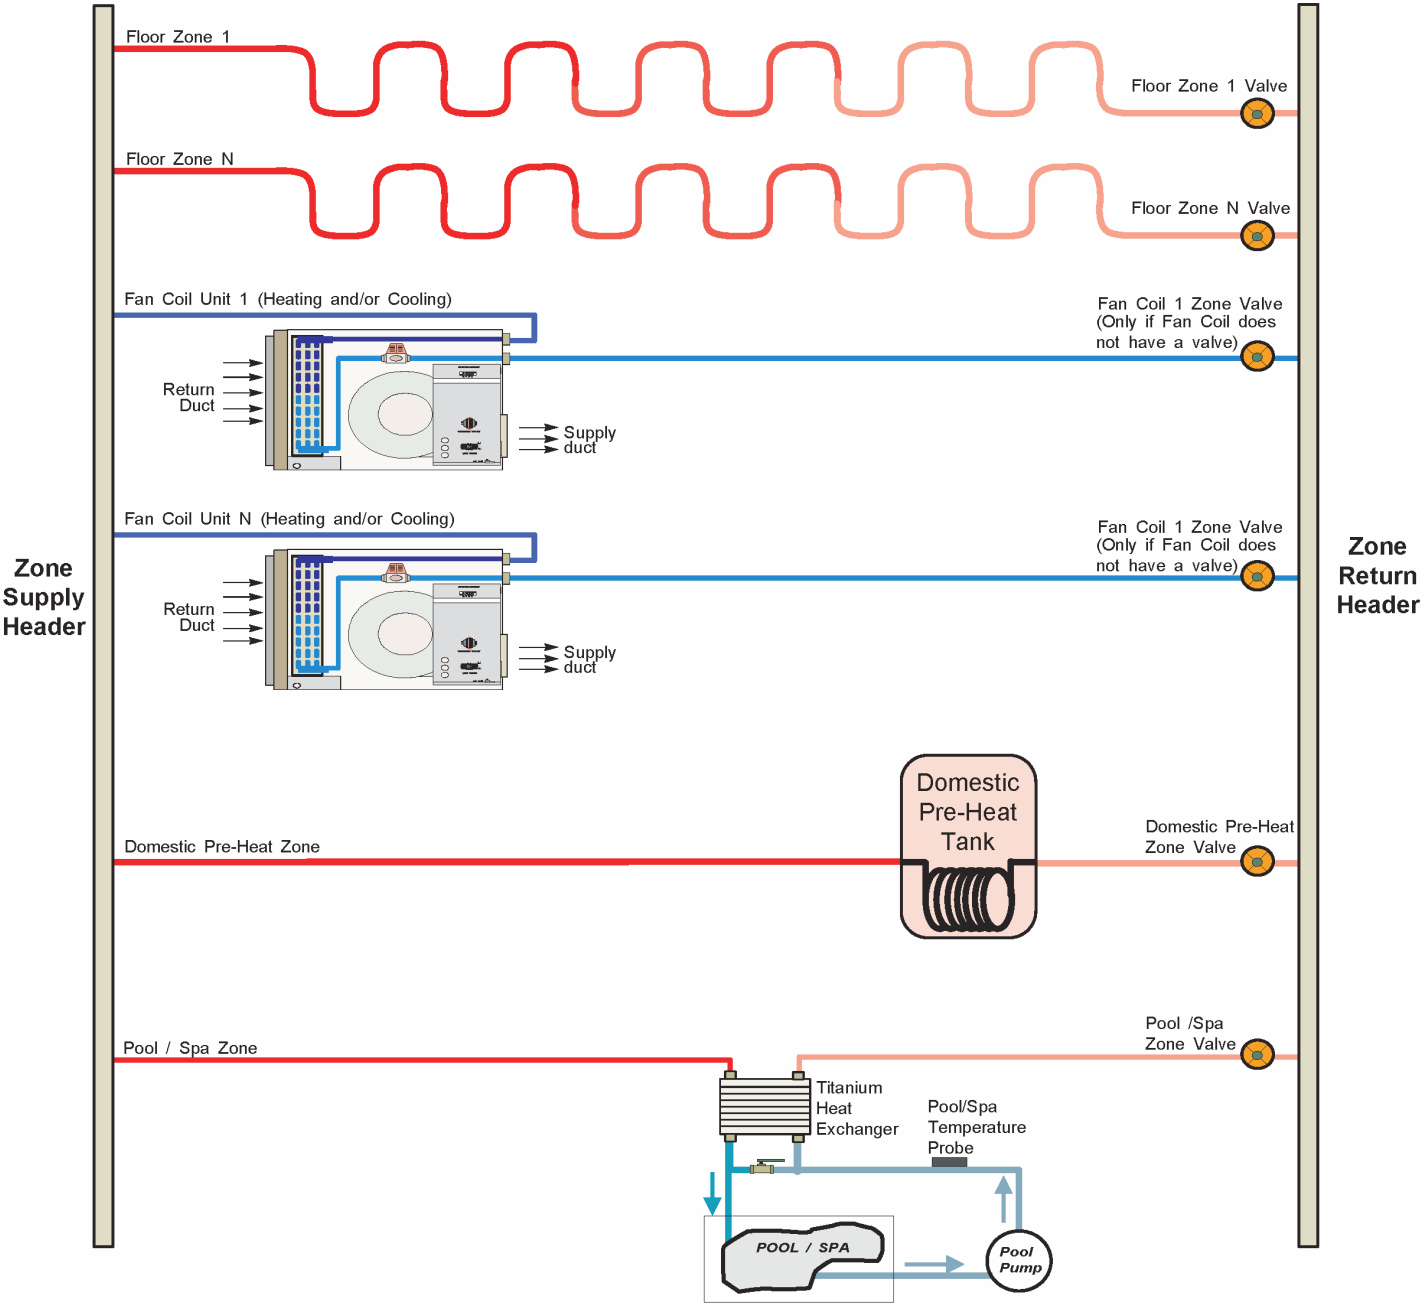 Floor Zone 1
Floor Zone 1 Valve
Floor Zone N
Floor Zone N Valve
Fan Coil Unit 1 (Heating and/or Cooling)
Fan Coil 1 Zone Valve
(Only if Fan Coil does
not have a valve)
Return
Duct
Supply
duct
Fan Coil Unit N (Heating and/or Cooling)
Fan Coil 1 Zone Valve
(Only if Fan Coil does
not have a valve)
Return
Duct
Supply
duct
Zone
Supply
Header
Zone
Return
Header
Domestic
Pre-Heat
Tank
Domestic Pre-Heat Zone
Domestic Pre-Heat
Zone Valve
Pool / Spa Zone
Pool /Spa
Zone Valve
Titanium
Heat
Exchanger
Pool/Spa
Temperature
Probe
POOL / SPA
Pool
Pump